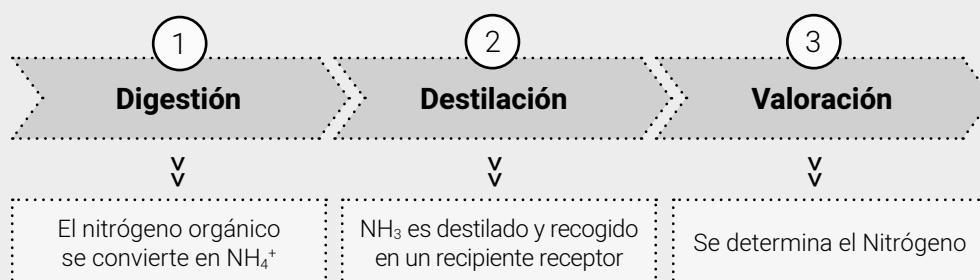 1
2
3
Digestión
Destilación
Valoración
El nitrógeno orgánico
se convierte en NH₄⁺
NH₃ es destilado y recogido
en un recipiente receptor
Se determina el Nitrógeno